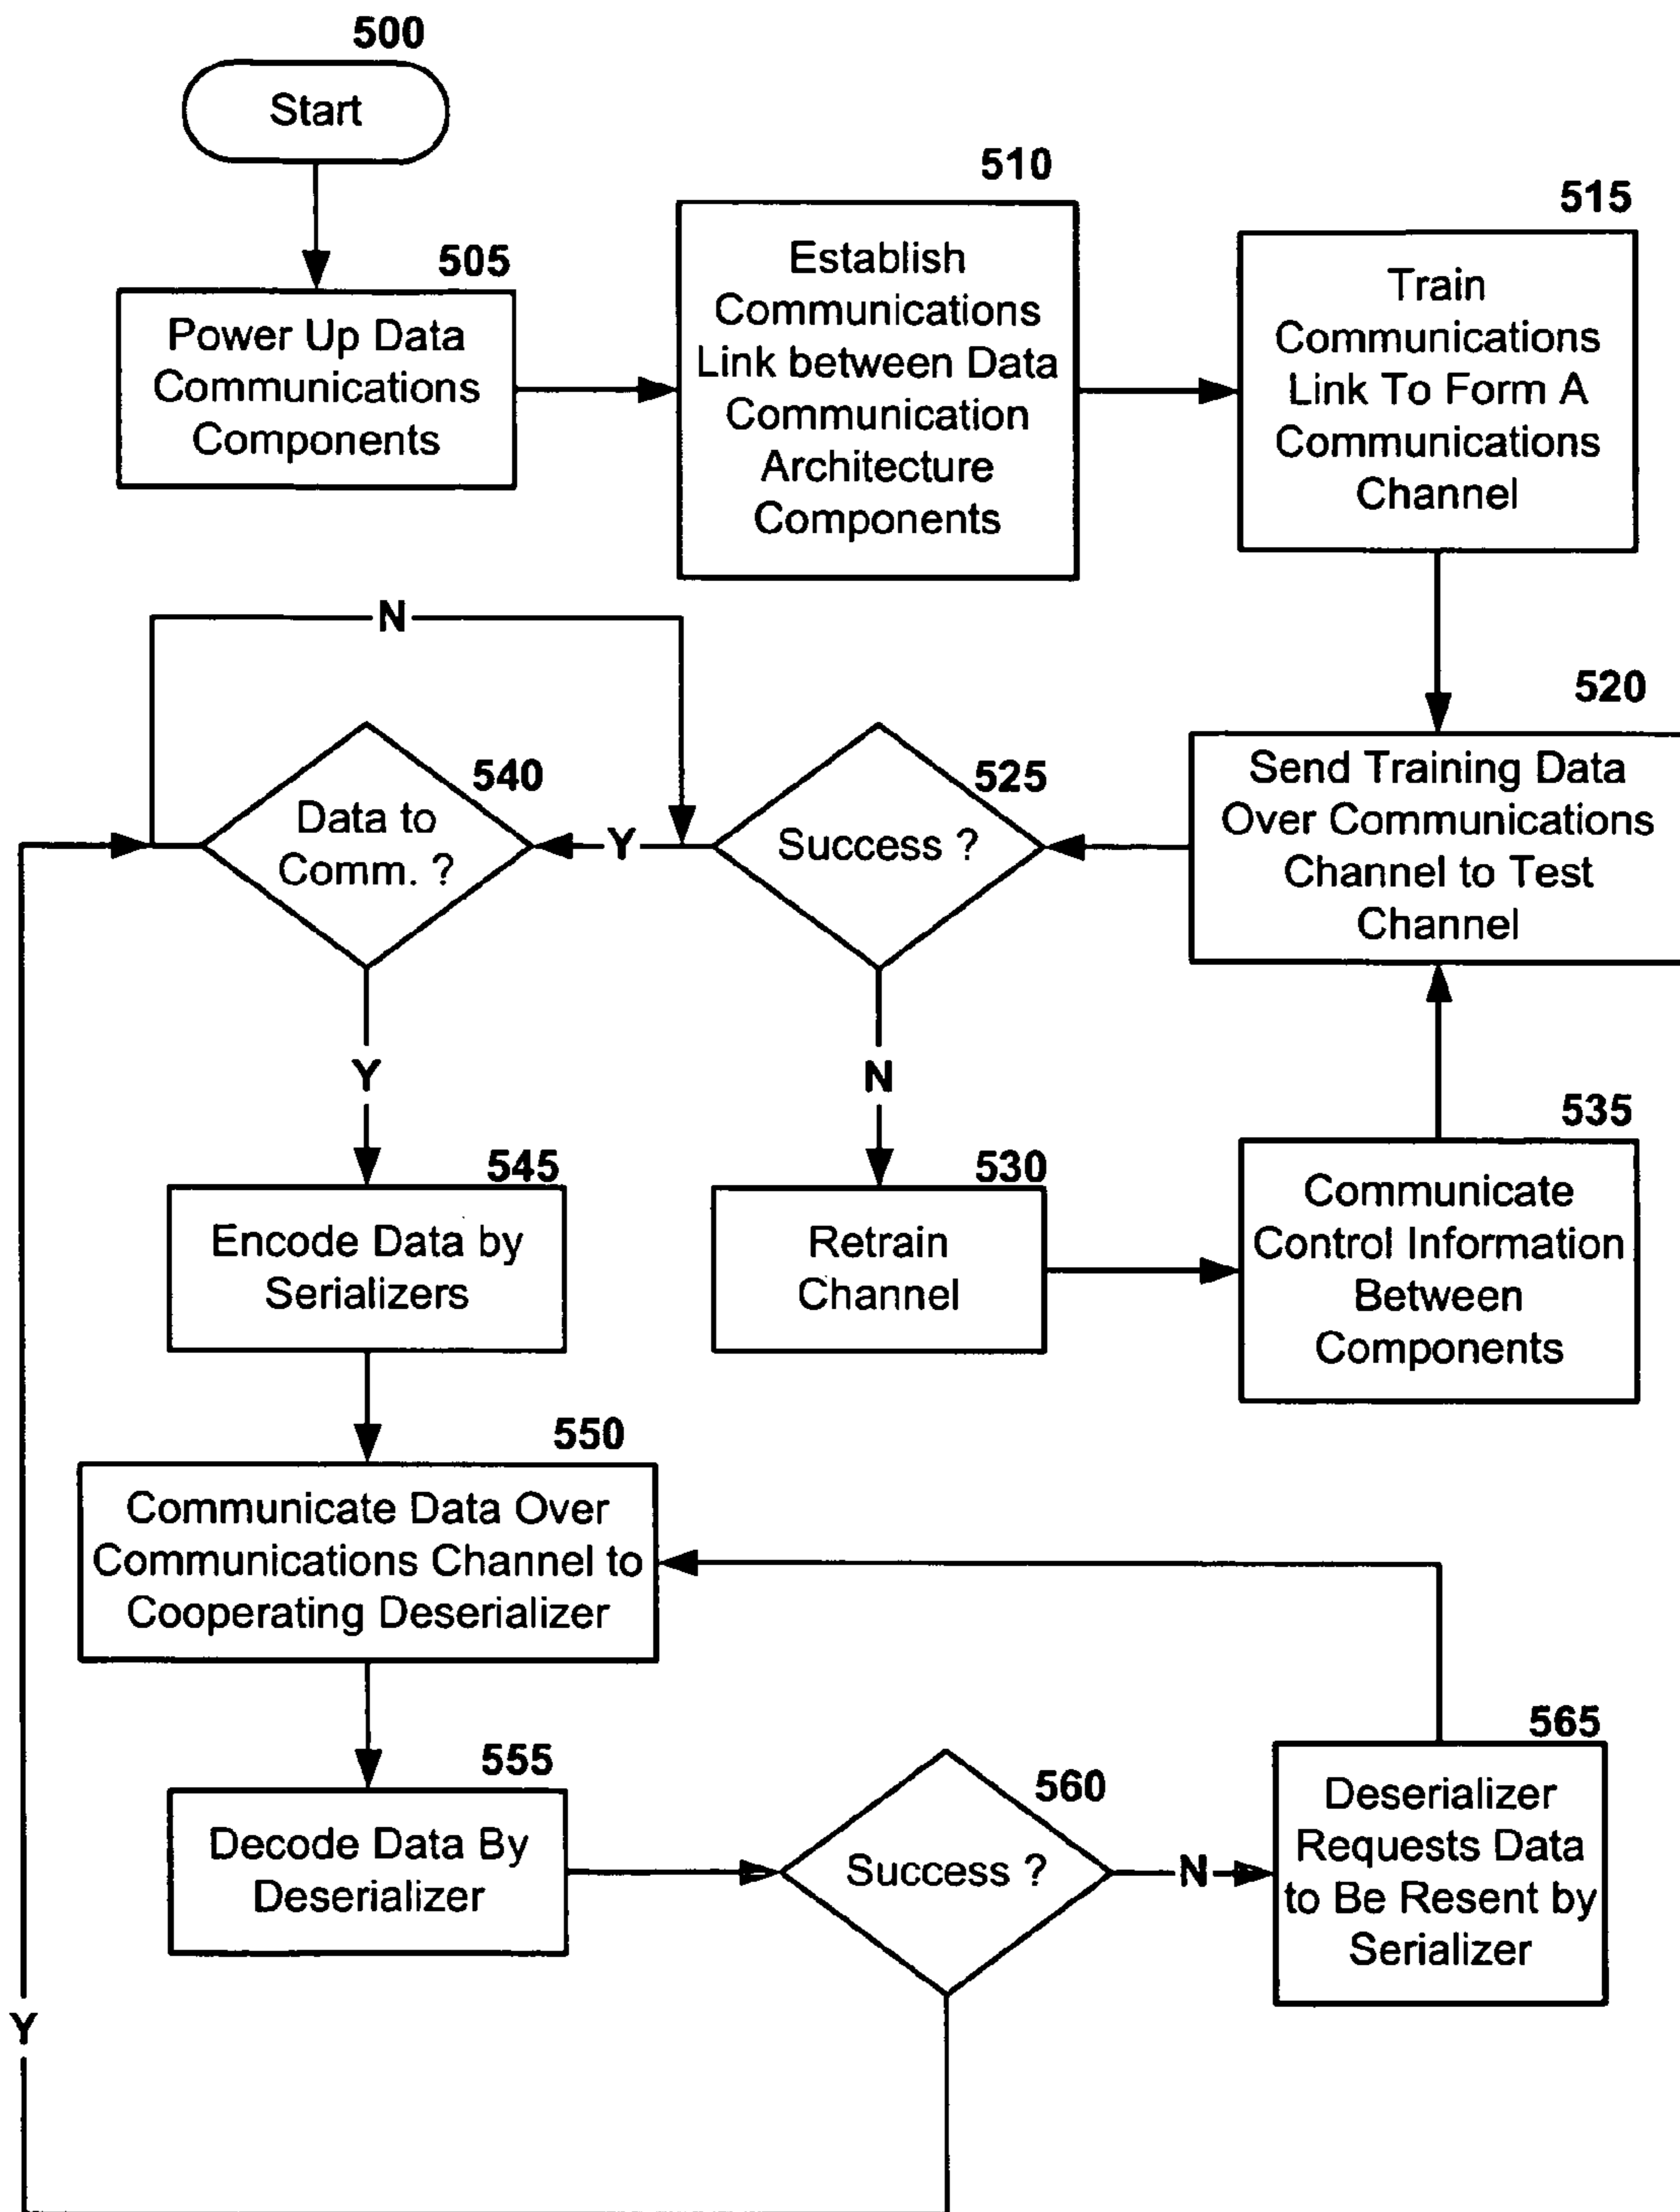 500
Start
505
Power Up Data
Communications
Components
510
Establish
Communications
Link between Data
Communication
Architecture
Components
515
Train
Communications
Link To Form A
Communications
Channel
520
Send Training Data
Over Communications
Channel to Test
Channel
525
Success ?
Y
N
530
Retrain
Channel
535
Communicate
Control Information
Between
Components
540
Data to
Comm. ?
N
Y
545
Encode Data by
Serializers
550
Communicate Data Over
Communications Channel to
Cooperating Deserializer
555
Decode Data By
Deserializer
560
Success ?
N
565
Deserializer
Requests Data
to Be Resent by
Serializer
Y